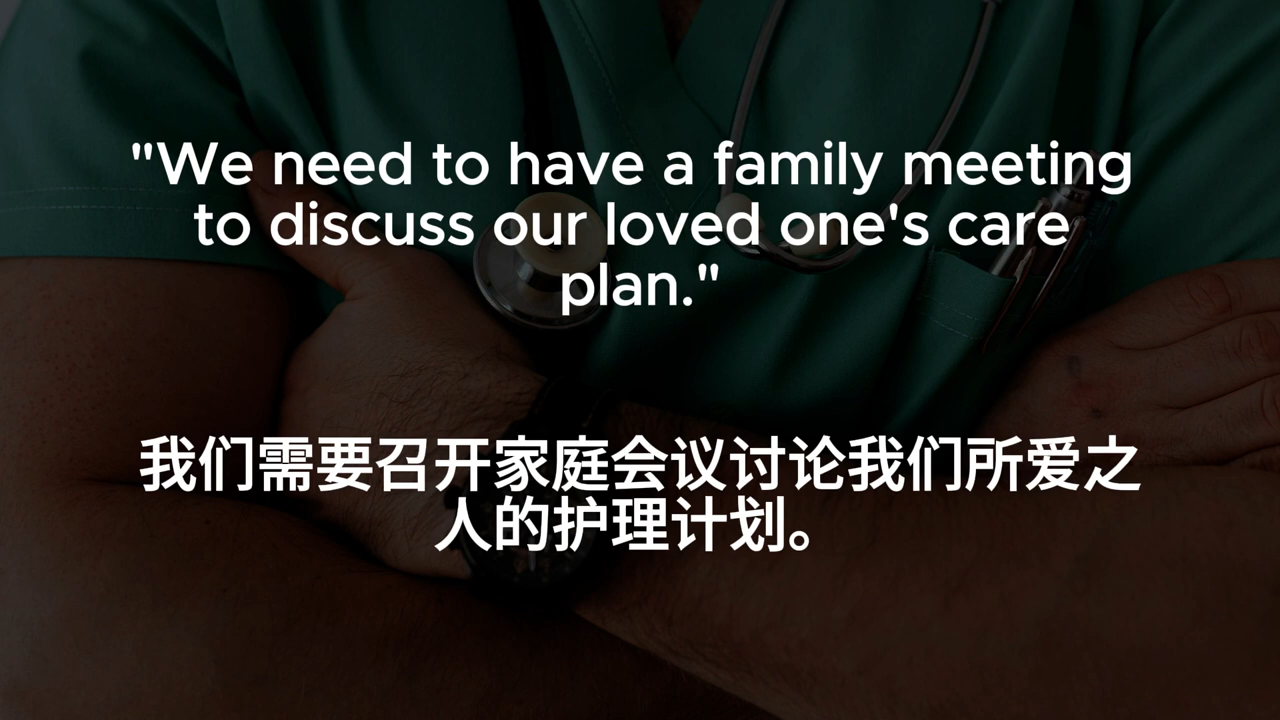 "We need to have a family meeting
to discuss our loved one's care
plan."
我们需要召开家庭会议讨论我们所爱之
人的护理计划。